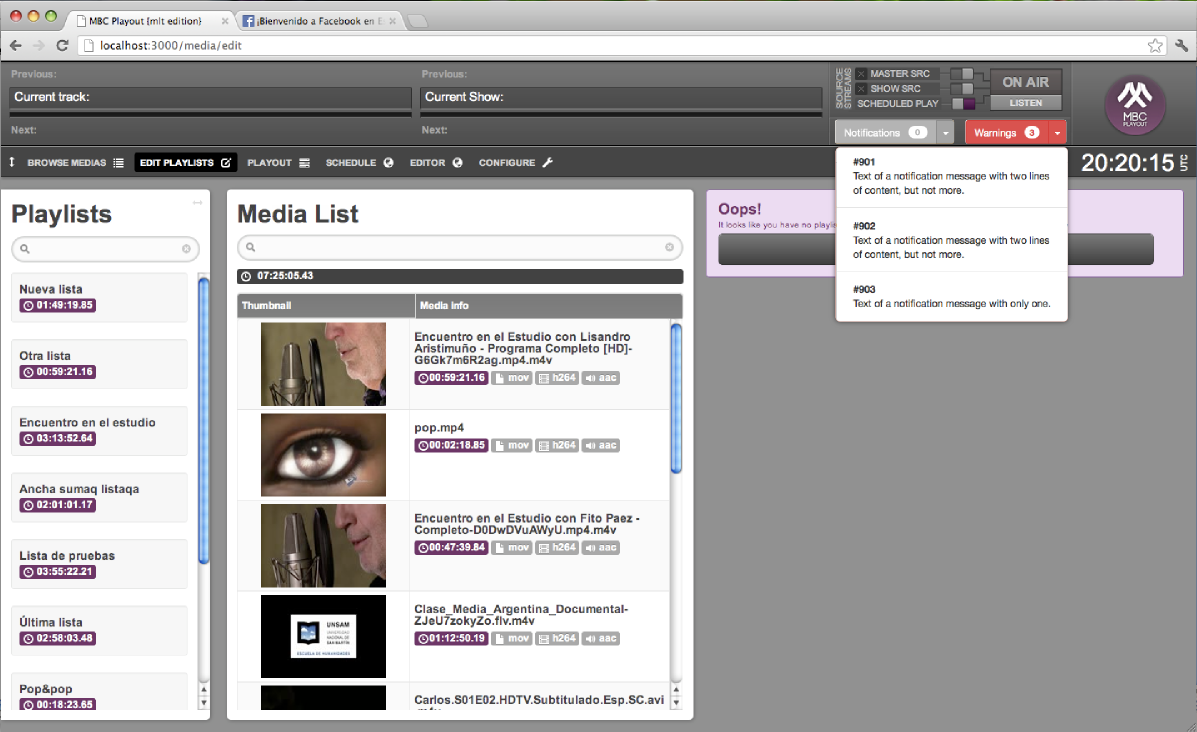 MBC Playout {mlt edition}
¡Bienvenido a Facebook en E
localhost:3000/media/edit
Previous:
Current track:
Next:
Previous:
Current Show:
Next:
SOURCE
STREAMS
MASTER SRC
SHOW SRC
SCHEDULED PLAY
ON AIR
LISTEN
MBC
PLAYOUT
Notifications 0
Warnings 3
BROWSE MEDIAS
EDIT PLAYLISTS
PLAYOUT
SCHEDULE
EDITOR
CONFIGURE
20:20:15 UTC
#901
Text of a notification message with two lines
of content, but not more.
#902
Text of a notification message with two lines
of content, but not more.
#903
Text of a notification message with only one.
Playlists
Nueva lista
01:49:19.85
Otra lista
00:59:21.16
Encuentro en el estudio
03:13:52.64
Ancha sumaq listaqa
02:01:01.17
Lista de pruebas
03:55:22.21
Última lista
02:58:03.48
Pop&pop
00:18:23.65
Media List
07:25:05.43
Thumbnail
Media info
Encuentro en el Estudio con Lisandro
Aristimuño - Programa Completo [HD]-
G6Gk7m6R2ag.mp4.m4v
00:59:21.16 mov h264 aac
pop.mp4
00:02:18.85 mov h264 aac
Encuentro en el Estudio con Fito Paez -
Completo-D0DwDVuAWyU.mp4.m4v
00:47:39.84 mov h264 aac
UNSAM
UNIVERSIDAD
NACIONAL DE
SAN MARTÍN
ESCUELA DE HUMANIDADES
Clase_Media_Argentina_Documental-
ZJeU7zokyZo.flv.m4v
01:12:50.19 mov h264 aac
Carlos.S01E02.HDTV.Subtitulado.Esp.SC.avi
.m4v
Oops!
It looks like you have no playli